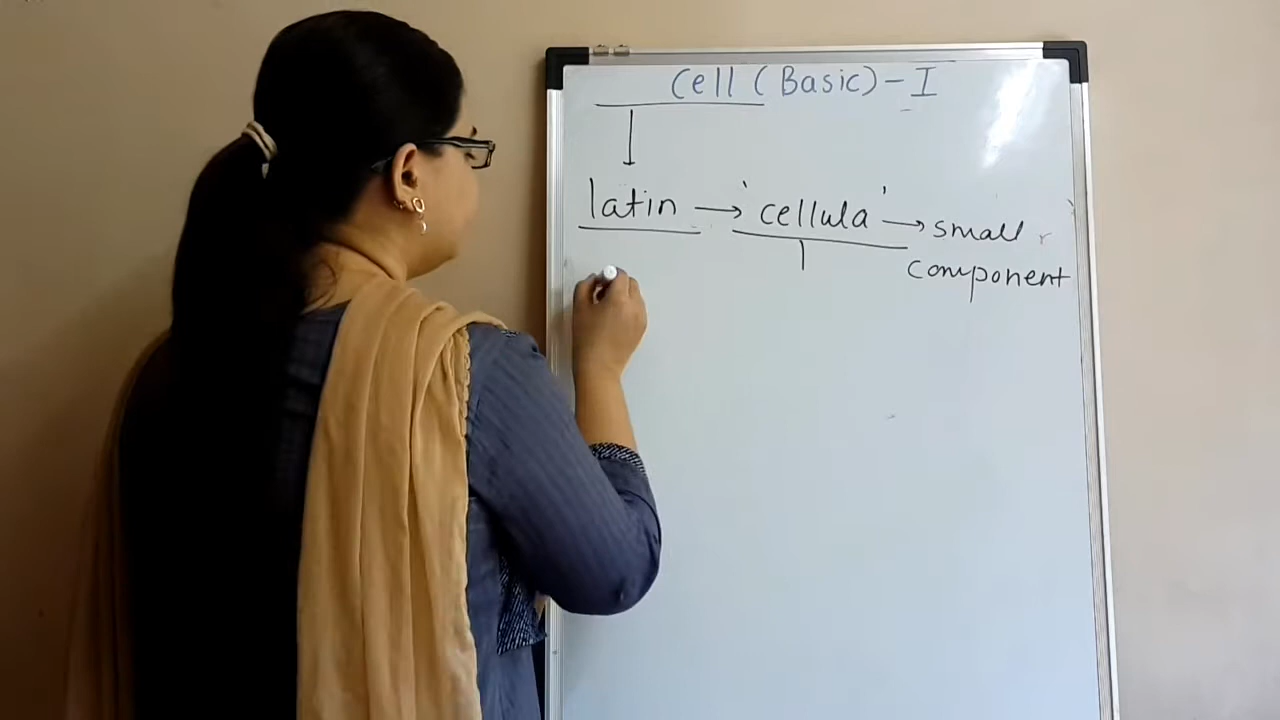 Cell (Basic) - I
latin → 'cellula' → small
component